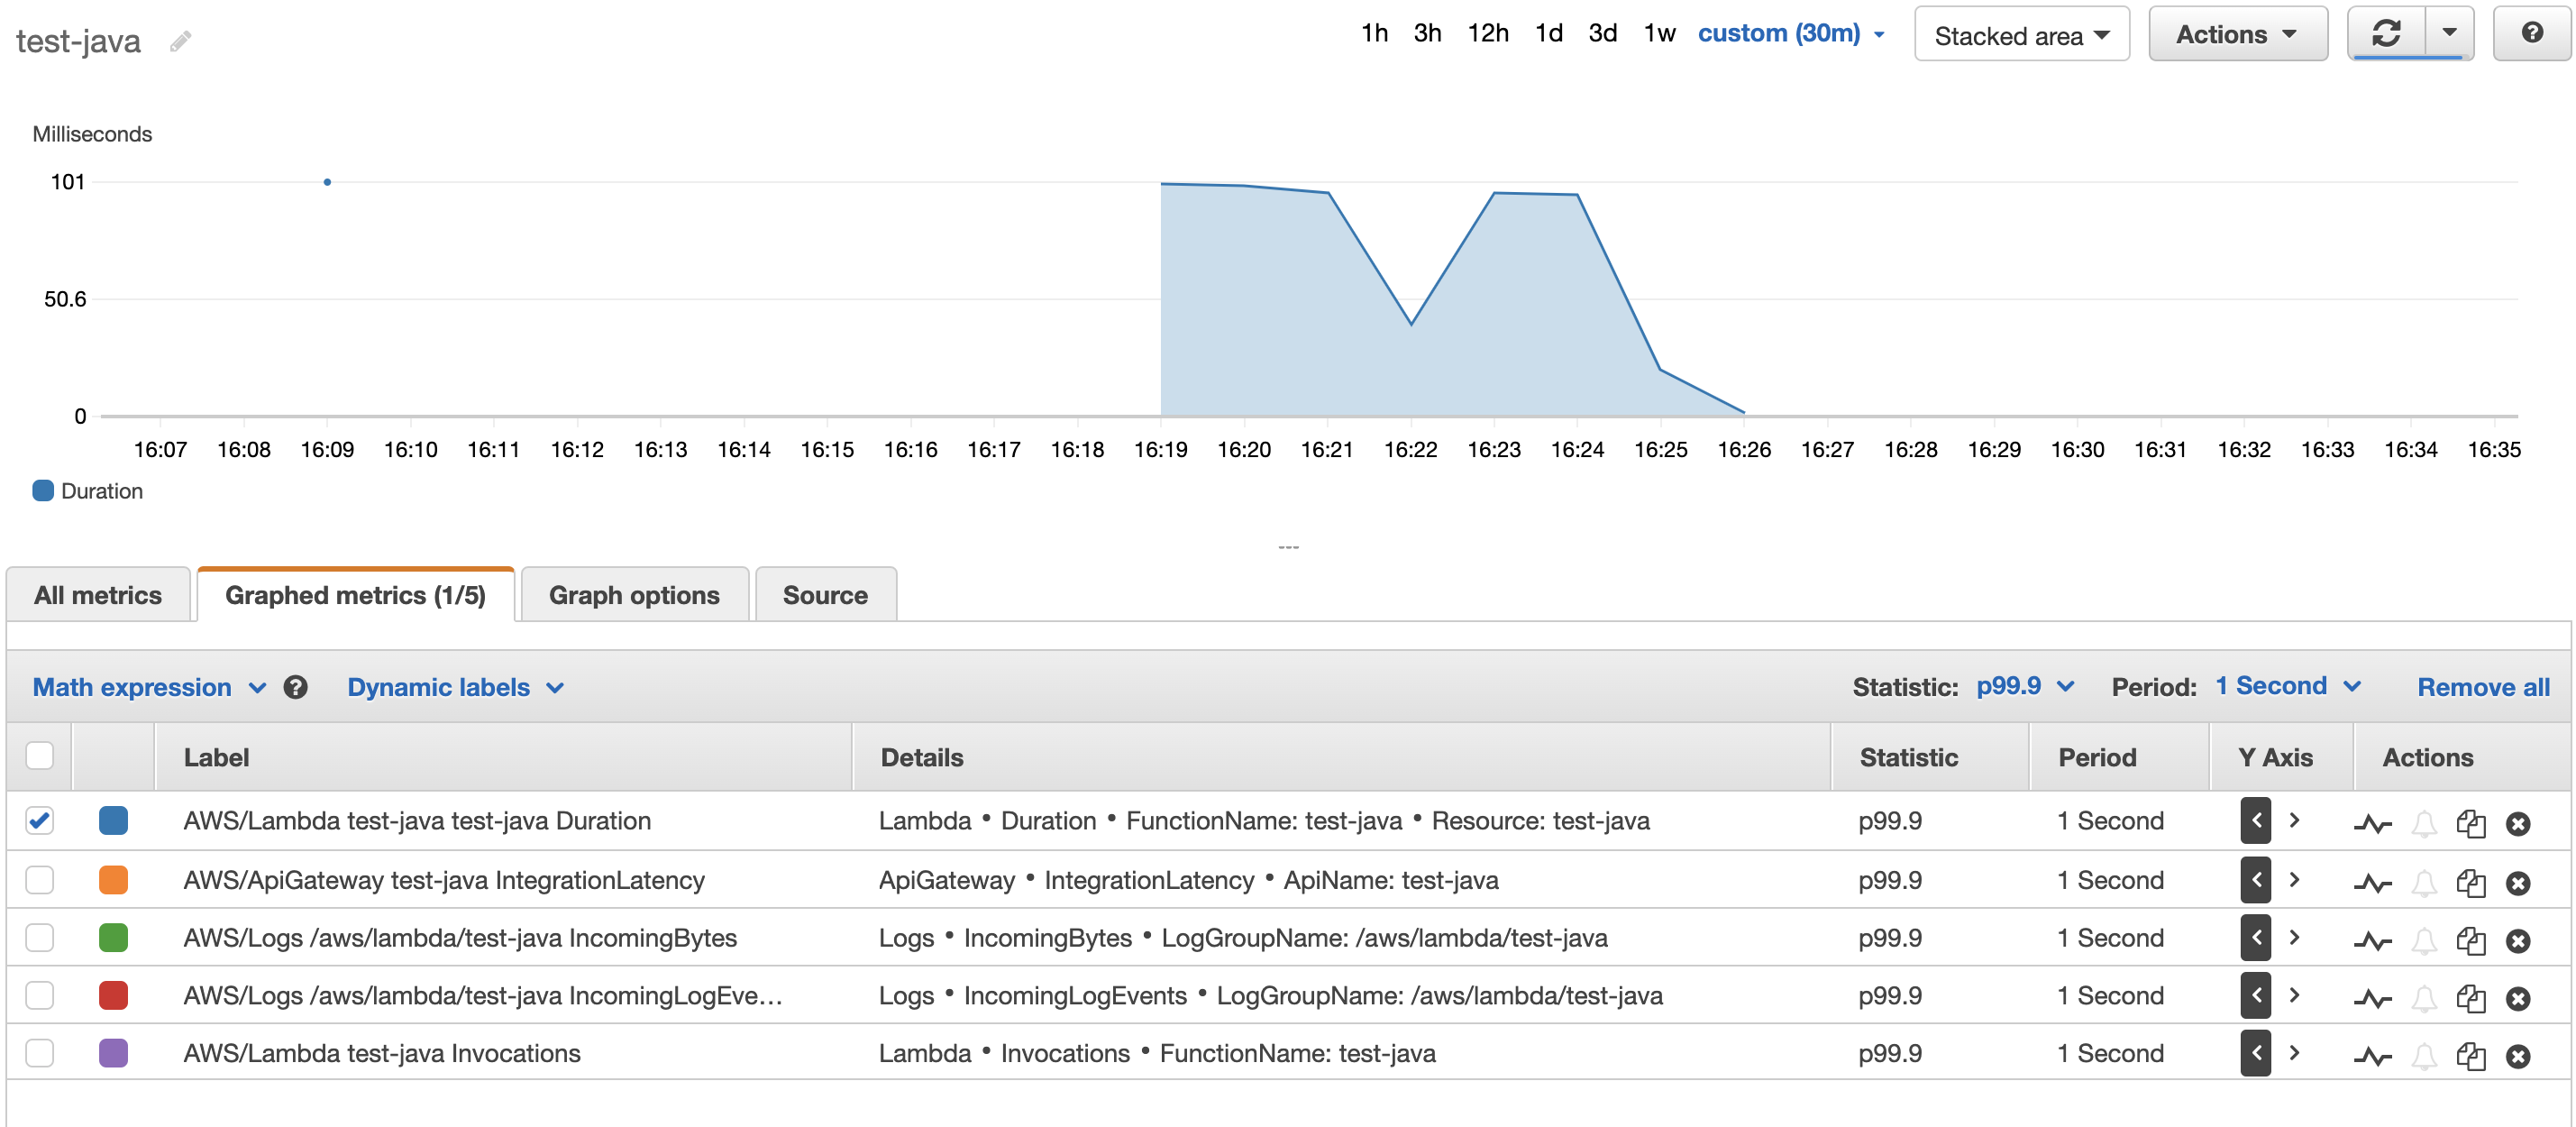 test-java
1h 3h 12h 1d 3d 1w custom (30m) Stacked area Actions
Milliseconds
101
50.6
0
16:07 16:08 16:09 16:10 16:11 16:12 16:13 16:14 16:15 16:16 16:17 16:18 16:19 16:20 16:21 16:22 16:23 16:24 16:25 16:26 16:27 16:28 16:29 16:30 16:31 16:32 16:33 16:34 16:35
Duration
All metrics Graphed metrics (1/5) Graph options Source
Math expression Dynamic labels Statistic: p99.9 Period: 1 Second Remove all
Label Details Statistic Period Y Axis Actions
AWS/Lambda test-java test-java Duration Lambda • Duration • FunctionName: test-java • Resource: test-java p99.9 1 Second
AWS/ApiGateway test-java IntegrationLatency ApiGateway • IntegrationLatency • ApiName: test-java p99.9 1 Second
AWS/Logs /aws/lambda/test-java IncomingBytes Logs • IncomingBytes • LogGroupName: /aws/lambda/test-java p99.9 1 Second
AWS/Logs /aws/lambda/test-java IncomingLogEve… Logs • IncomingLogEvents • LogGroupName: /aws/lambda/test-java p99.9 1 Second
AWS/Lambda test-java Invocations Lambda • Invocations • FunctionName: test-java p99.9 1 Second